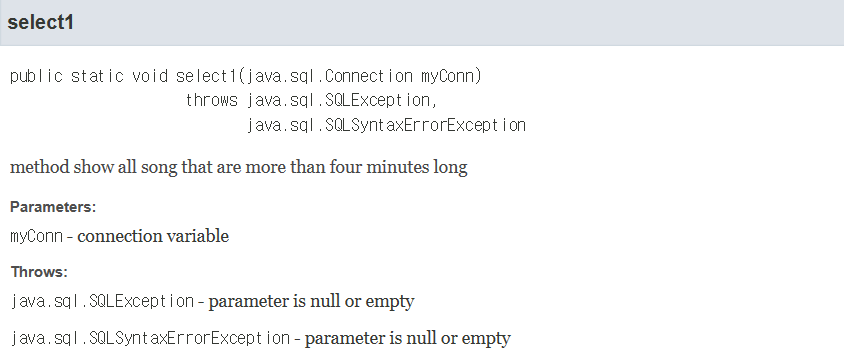 select1
public static void select1(java.sql.Connection myConn)
throws java.sql.SQLException,
java.sql.SQLSyntaxErrorException
method show all song that are more than four minutes long
Parameters:
myConn - connection variable
Throws:
java.sql.SQLException - parameter is null or empty
java.sql.SQLSyntaxErrorException - parameter is null or empty